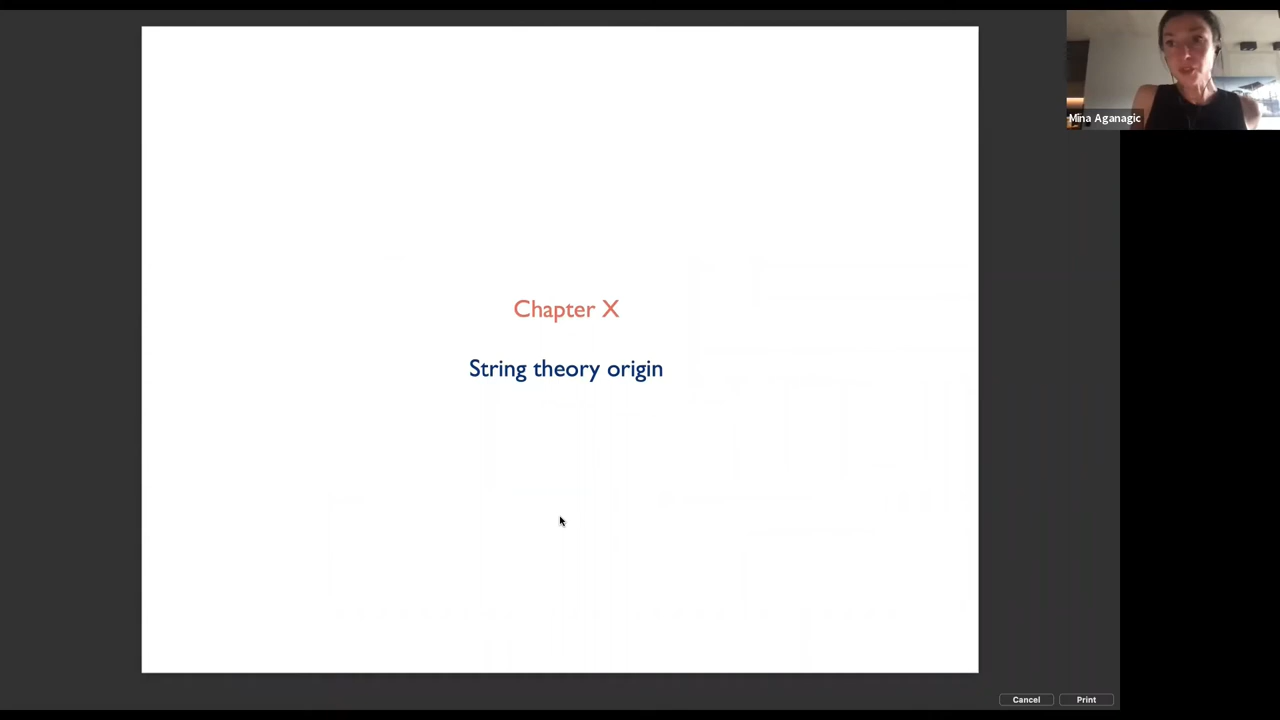 Mina Aganagic
Chapter X
String theory origin
Cancel
Print